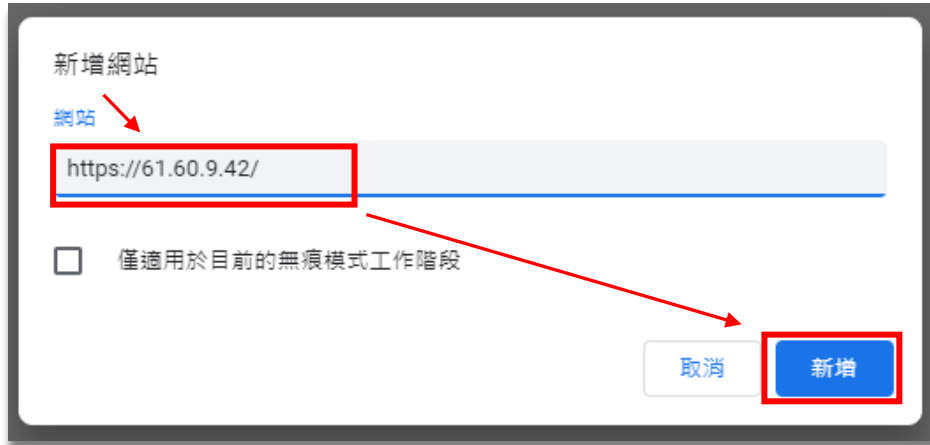 新增網站
網站
https://61.60.9.42/
僅適用於目前的無痕模式工作階段
取消 新增